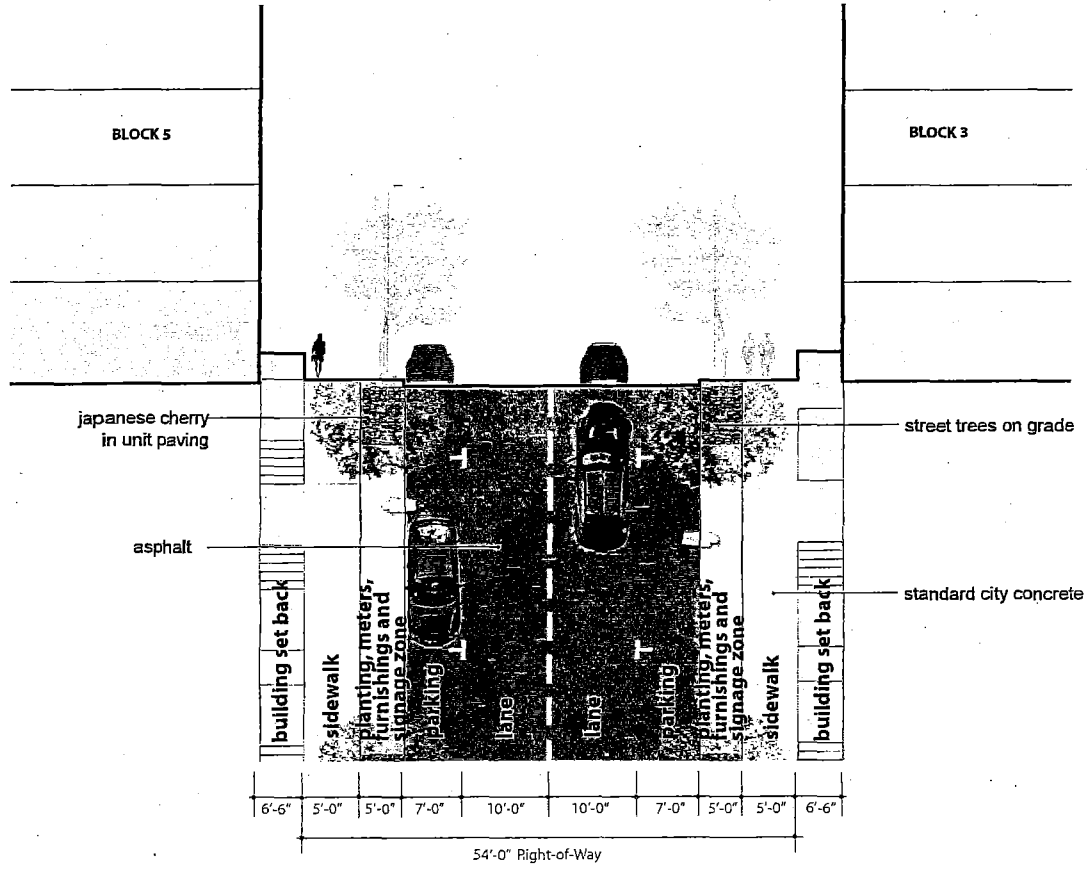 BLOCK 5
BLOCK 3
japanese cherry
in unit paving
street trees on grade
asphalt
standard city concrete
building set back
sidewalk
planting, meters,
furnishings and
signage zone
parking
lane
lane
parking
planting, meters,
furnishings and
signage zone
sidewalk
building set back
6'-6" 5'-0" 5'-0" 7'-0" 10'-0" 10'-0" 7'-0" 5'-0" 5'-0" 6'-6"
54'-0" Right-of-Way